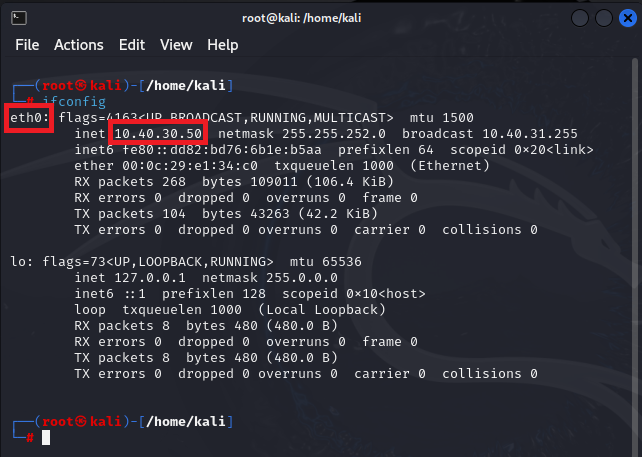 root@kali: /home/kali
File Actions Edit View Help
┌──(root㉿kali)-[/home/kali]
└─# ifconfig
eth0: flags=4163<UP,BROADCAST,RUNNING,MULTICAST> mtu 1500
inet 10.40.30.50 netmask 255.255.252.0 broadcast 10.40.31.255
inet6 fe80::dd82:bd76:6b1e:b5aa prefixlen 64 scopeid 0×20<link>
ether 00:0c:29:e1:34:c0 txqueuelen 1000 (Ethernet)
RX packets 268 bytes 109011 (106.4 KiB)
RX errors 0 dropped 0 overruns 0 frame 0
TX packets 104 bytes 43263 (42.2 KiB)
TX errors 0 dropped 0 overruns 0 carrier 0 collisions 0
lo: flags=73<UP,LOOPBACK,RUNNING> mtu 65536
inet 127.0.0.1 netmask 255.0.0.0
inet6 ::1 prefixlen 128 scopeid 0×10<host>
loop txqueuelen 1000 (Local Loopback)
RX packets 8 bytes 480 (480.0 B)
RX errors 0 dropped 0 overruns 0 frame 0
TX packets 8 bytes 480 (480.0 B)
TX errors 0 dropped 0 overruns 0 carrier 0 collisions 0
┌──(root㉿kali)-[/home/kali]
└─#